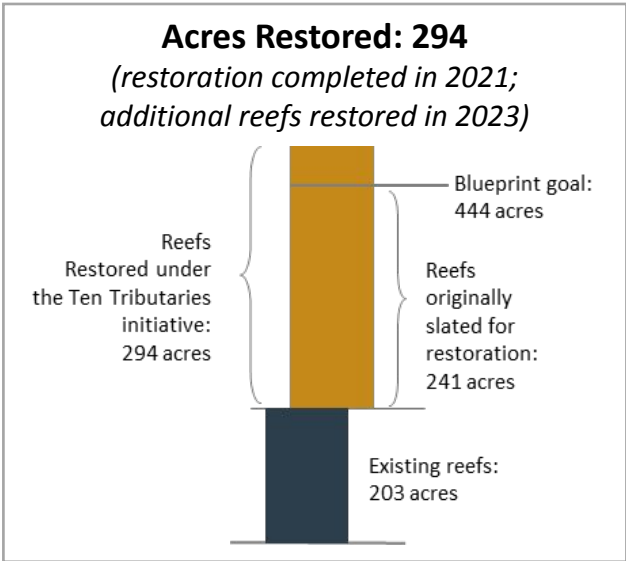 Acres Restored: 294
(restoration completed in 2021;
additional reefs restored in 2023)
Blueprint goal:
444 acres
Reefs
Restored under
the Ten Tributaries
initiative:
294 acres
Reefs
originally
slated for
restoration:
241 acres
Existing reefs:
203 acres